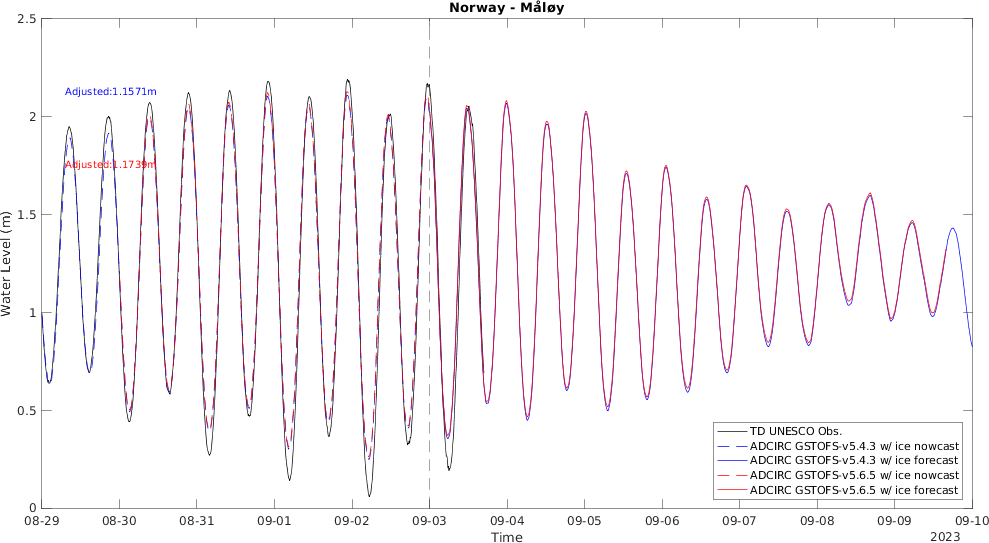 Norway - Måløy
2.5
2
1.5
1
0.5
0
Water Level (m)
Adjusted:1.1571m
Adjusted:1.1739m
TD UNESCO Obs.
ADCIRC GSTOFS-v5.4.3 w/ ice nowcast
ADCIRC GSTOFS-v5.4.3 w/ ice forecast
ADCIRC GSTOFS-v5.6.5 w/ ice nowcast
ADCIRC GSTOFS-v5.6.5 w/ ice forecast
08-29 08-30 08-31 09-01 09-02 09-03 09-04 09-05 09-06 09-07 09-08 09-09 09-10
Time
2023